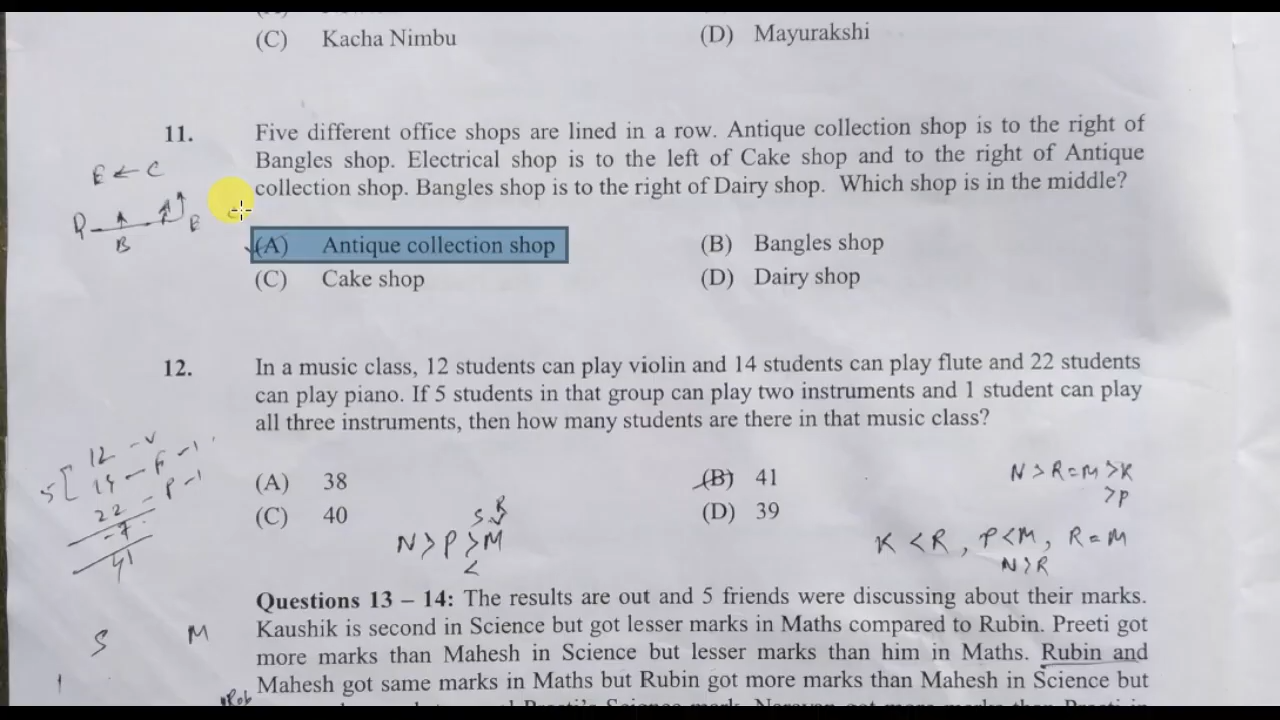 (C) Kacha Nimbu (D) Mayurakshi
11. Five different office shops are lined in a row. Antique collection shop is to the right of
Bangles shop. Electrical shop is to the left of Cake shop and to the right of Antique
collection shop. Bangles shop is to the right of Dairy shop. Which shop is in the middle?
E ← C
D B E
(A) Antique collection shop (B) Bangles shop
(C) Cake shop (D) Dairy shop
12. In a music class, 12 students can play violin and 14 students can play flute and 22 students
can play piano. If 5 students in that group can play two instruments and 1 student can play
all three instruments, then how many students are there in that music class?
12 - V
5 [ 14 - F - 1
22 - P - 1
- 7
41
(A) 38 (B) 41
(C) 40 (D) 39
N > R = M > K
> P
N > P > M
<
K < R , P < M , R = M
N > R
Questions 13 – 14: The results are out and 5 friends were discussing about their marks.
Kaushik is second in Science but got lesser marks in Maths compared to Rubin. Preeti got
more marks than Mahesh in Science but lesser marks than him in Maths. Rubin and
Mahesh got same marks in Maths but Rubin got more marks than Mahesh in Science but
S M
1